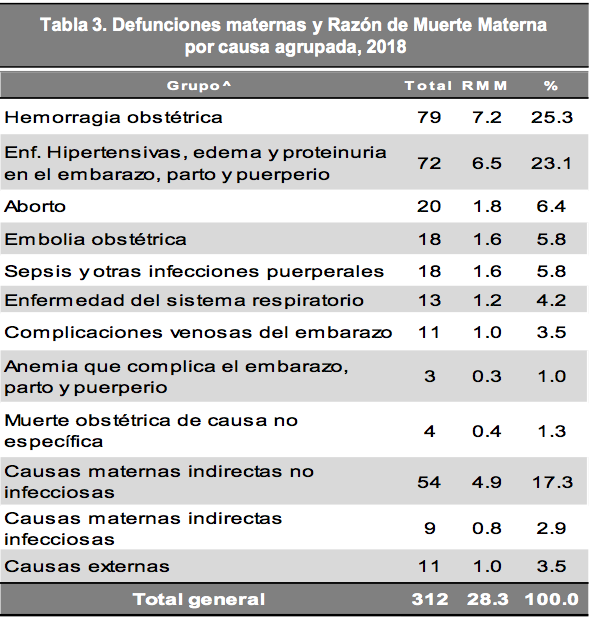 Tabla 3. Defunciones maternas y Razón de Muerte Materna
por causa agrupada, 2018
Grupo^ Total RMM %
Hemorragia obstétrica 79 7.2 25.3
Enf. Hipertensivas, edema y proteinuria
en el embarazo, parto y puerperio 72 6.5 23.1
Aborto 20 1.8 6.4
Embolia obstétrica 18 1.6 5.8
Sepsis y otras infecciones puerperales 18 1.6 5.8
Enfermedad del sistema respiratorio 13 1.2 4.2
Complicaciones venosas del embarazo 11 1.0 3.5
Anemia que complica el embarazo,
parto y puerperio 3 0.3 1.0
Muerte obstétrica de causa no
específica 4 0.4 1.3
Causas maternas indirectas no
infecciosas 54 4.9 17.3
Causas maternas indirectas
infecciosas 9 0.8 2.9
Causas externas 11 1.0 3.5
Total general 312 28.3 100.0